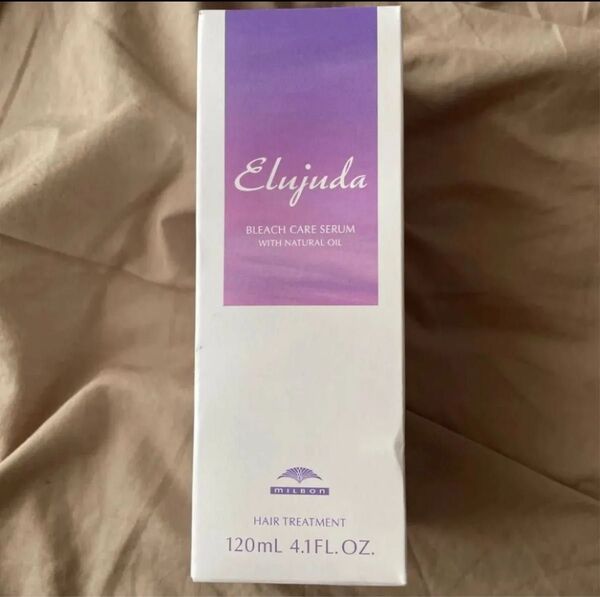 Elujuda
BLEACH CARE SERUM
WITH NATURAL OIL
MILBON
HAIR TREATMENT
120mL 4.1FL.OZ.